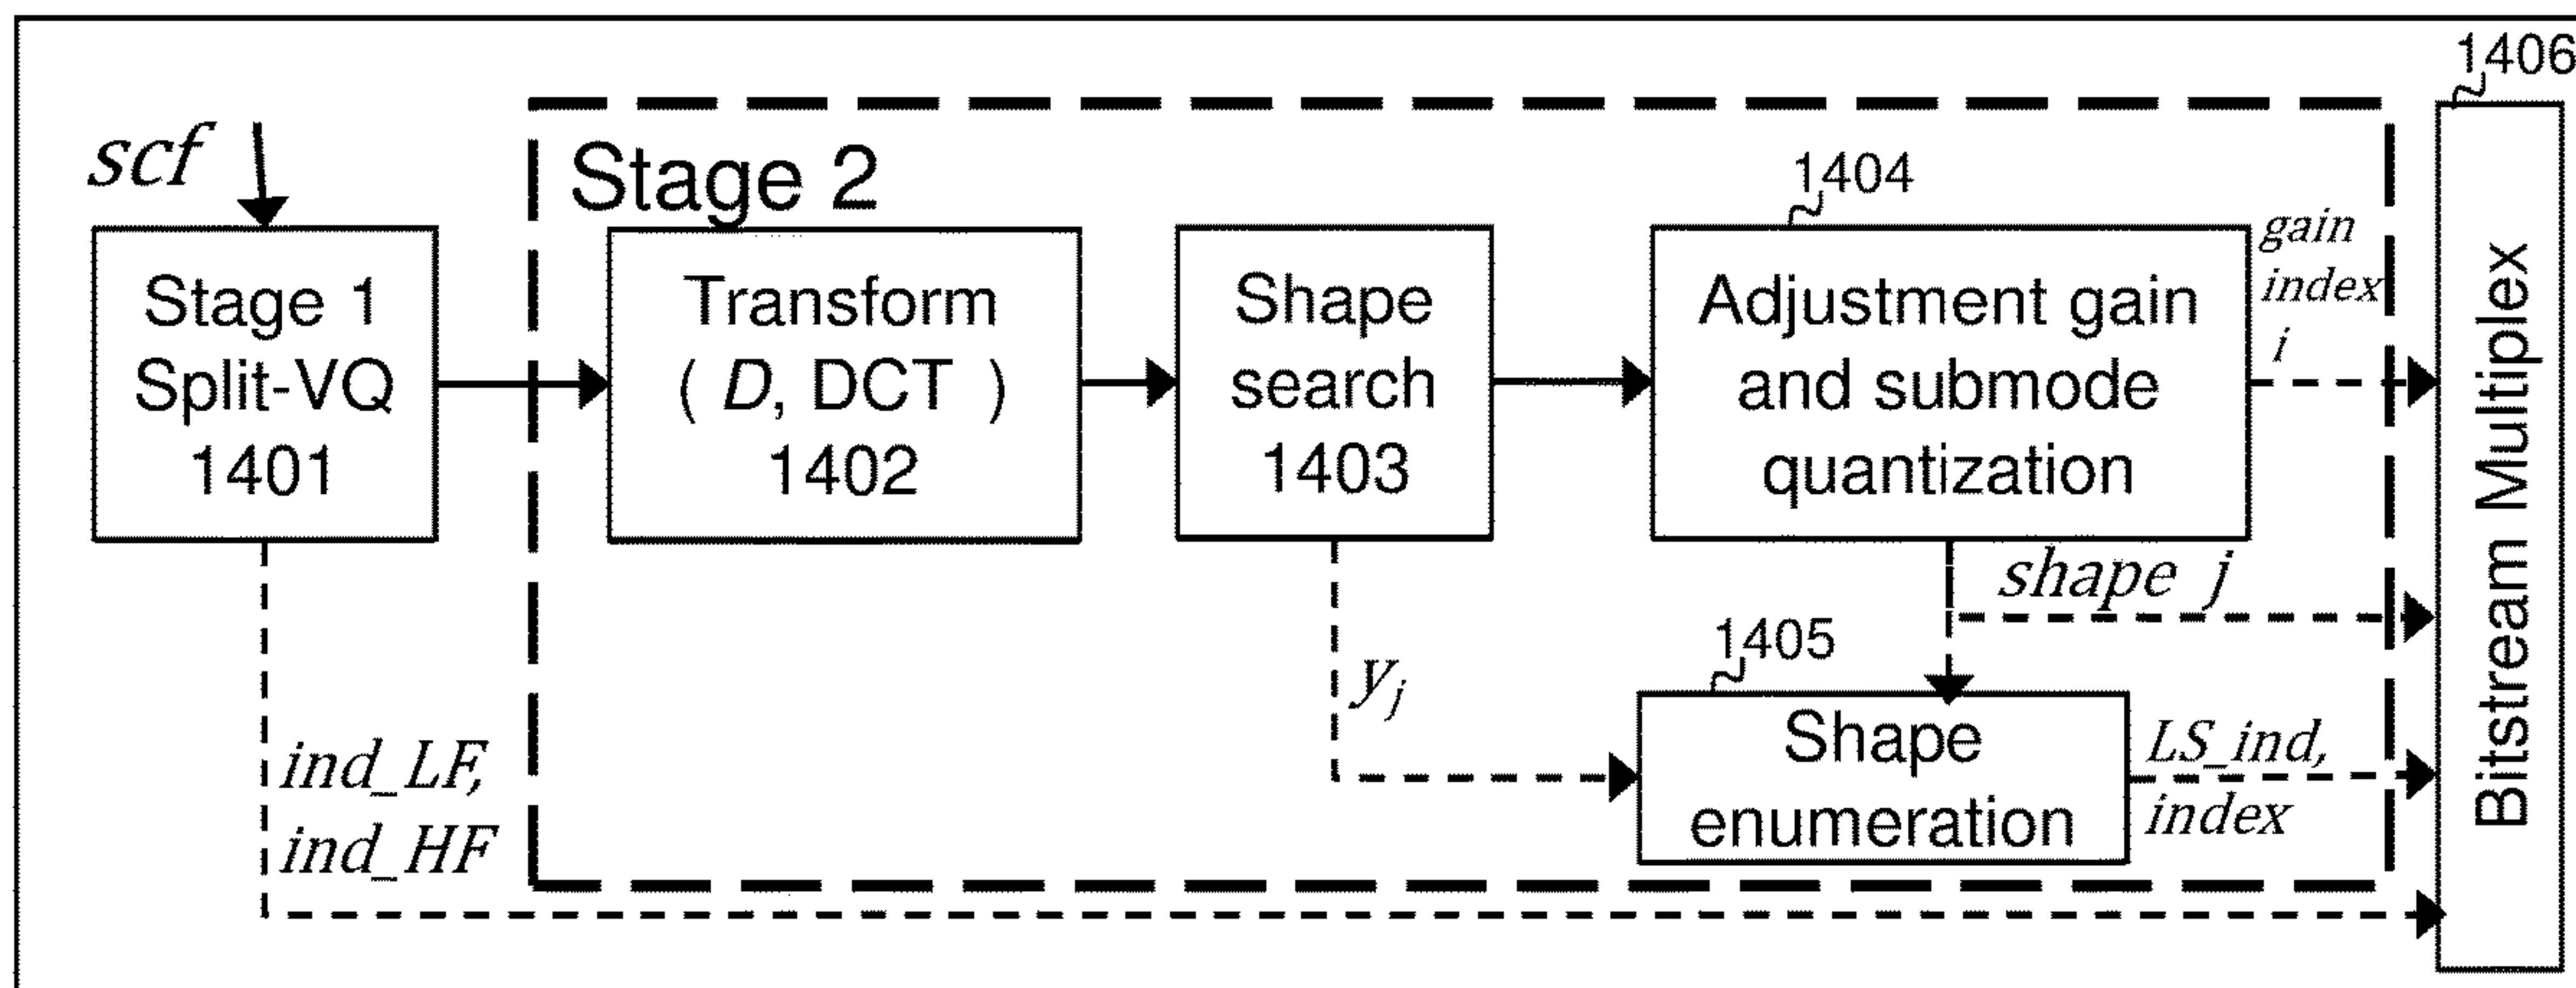 1406
scf
Stage 2
1404
Stage 1
Split-VQ
1401
Transform
( D, DCT )
1402
Shape
search
1403
Adjustment gain
and submode
quantization
gain
index
i
Bitstream Multiplex
shape_j
1405
y_j
Shape
enumeration
LS_ind,
index
ind_LF,
ind_HF